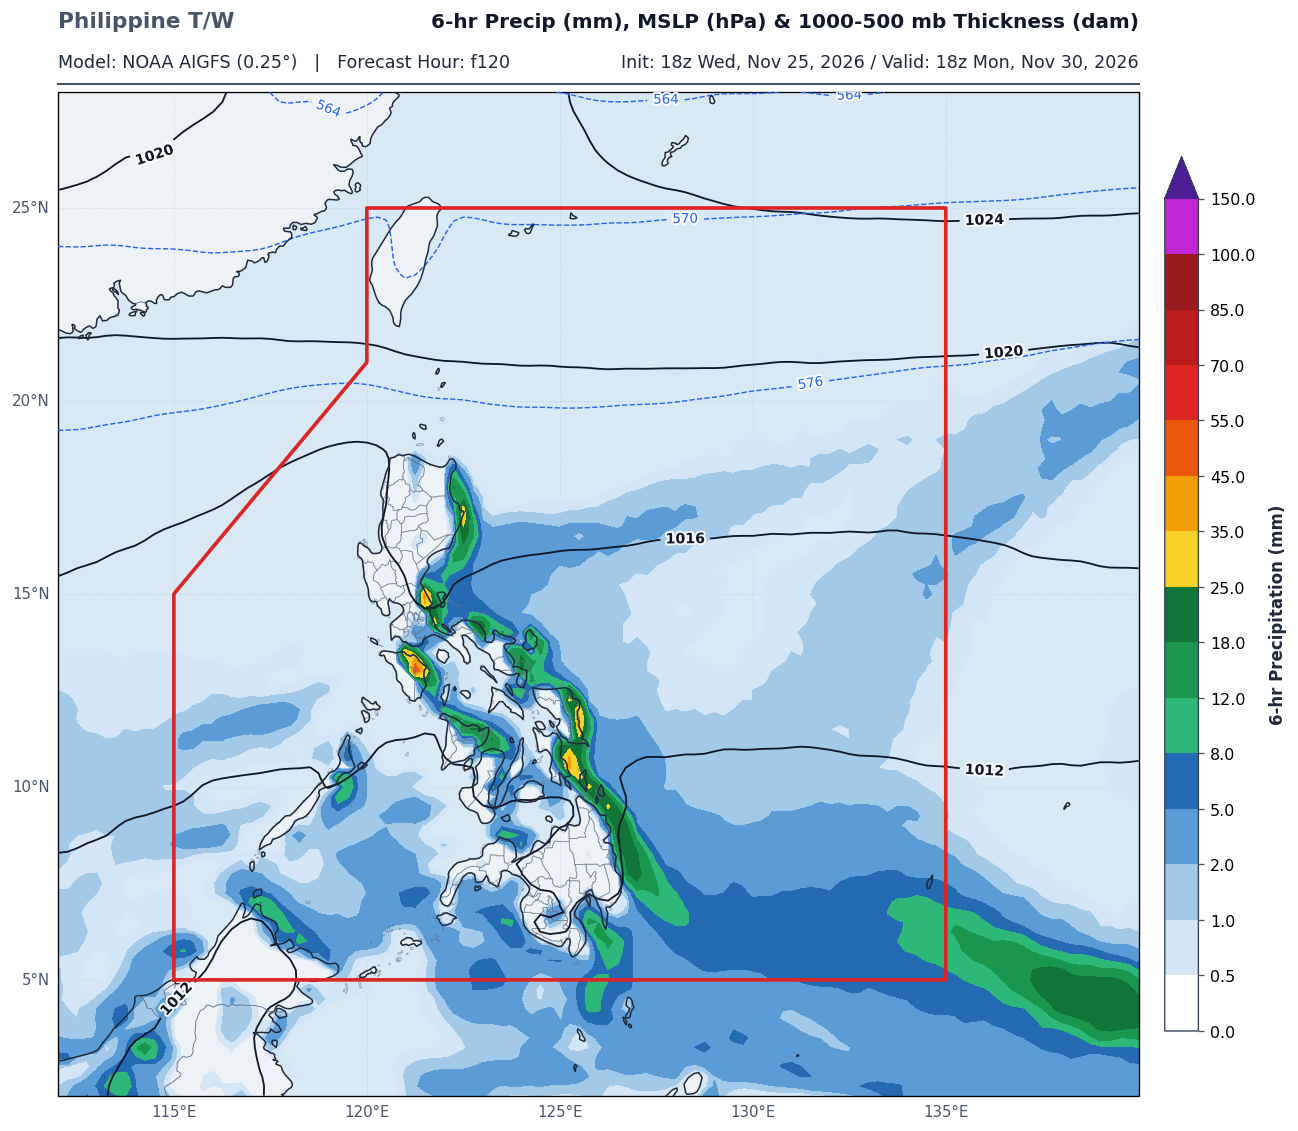 Philippine T/W
6-hr Precip (mm), MSLP (hPa) & 1000-500 mb Thickness (dam)
Model: NOAA AIGFS (0.25°) | Forecast Hour: f120
Init: 18z Wed, Nov 25, 2026 / Valid: 18z Mon, Nov 30, 2026
564
564
564
1020
25°N
570
1024
1020
576
20°N
1016
15°N
1012
10°N
5°N
1012
115°E
120°E
125°E
130°E
135°E
150.0
100.0
85.0
70.0
55.0
45.0
35.0
25.0
18.0
12.0
8.0
5.0
2.0
1.0
0.5
0.0
6-hr Precipitation (mm)